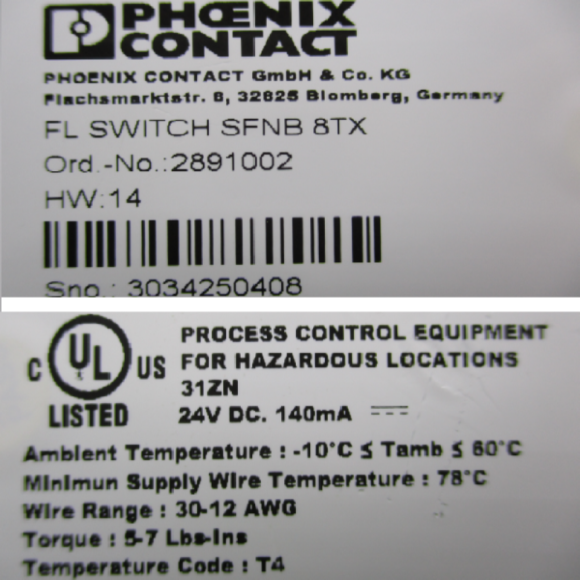 PHOENIX
CONTACT
PHOENIX CONTACT GmbH & Co. KG
Flachsmarktstr. 8, 32825 Blomberg, Germany
FL SWITCH SFNB 8TX
Ord.-No.:2891002
HW:14
Sno.: 3034250408
C UL US
LISTED
PROCESS CONTROL EQUIPMENT
FOR HAZARDOUS LOCATIONS
31ZN
24V DC. 140mA
Ambient Temperature : -10°C ≤ Tamb ≤ 60°C
Minimun Supply Wire Temperature : 78°C
Wire Range : 30-12 AWG
Torque : 5-7 Lbs-Ins
Temperature Code : T4